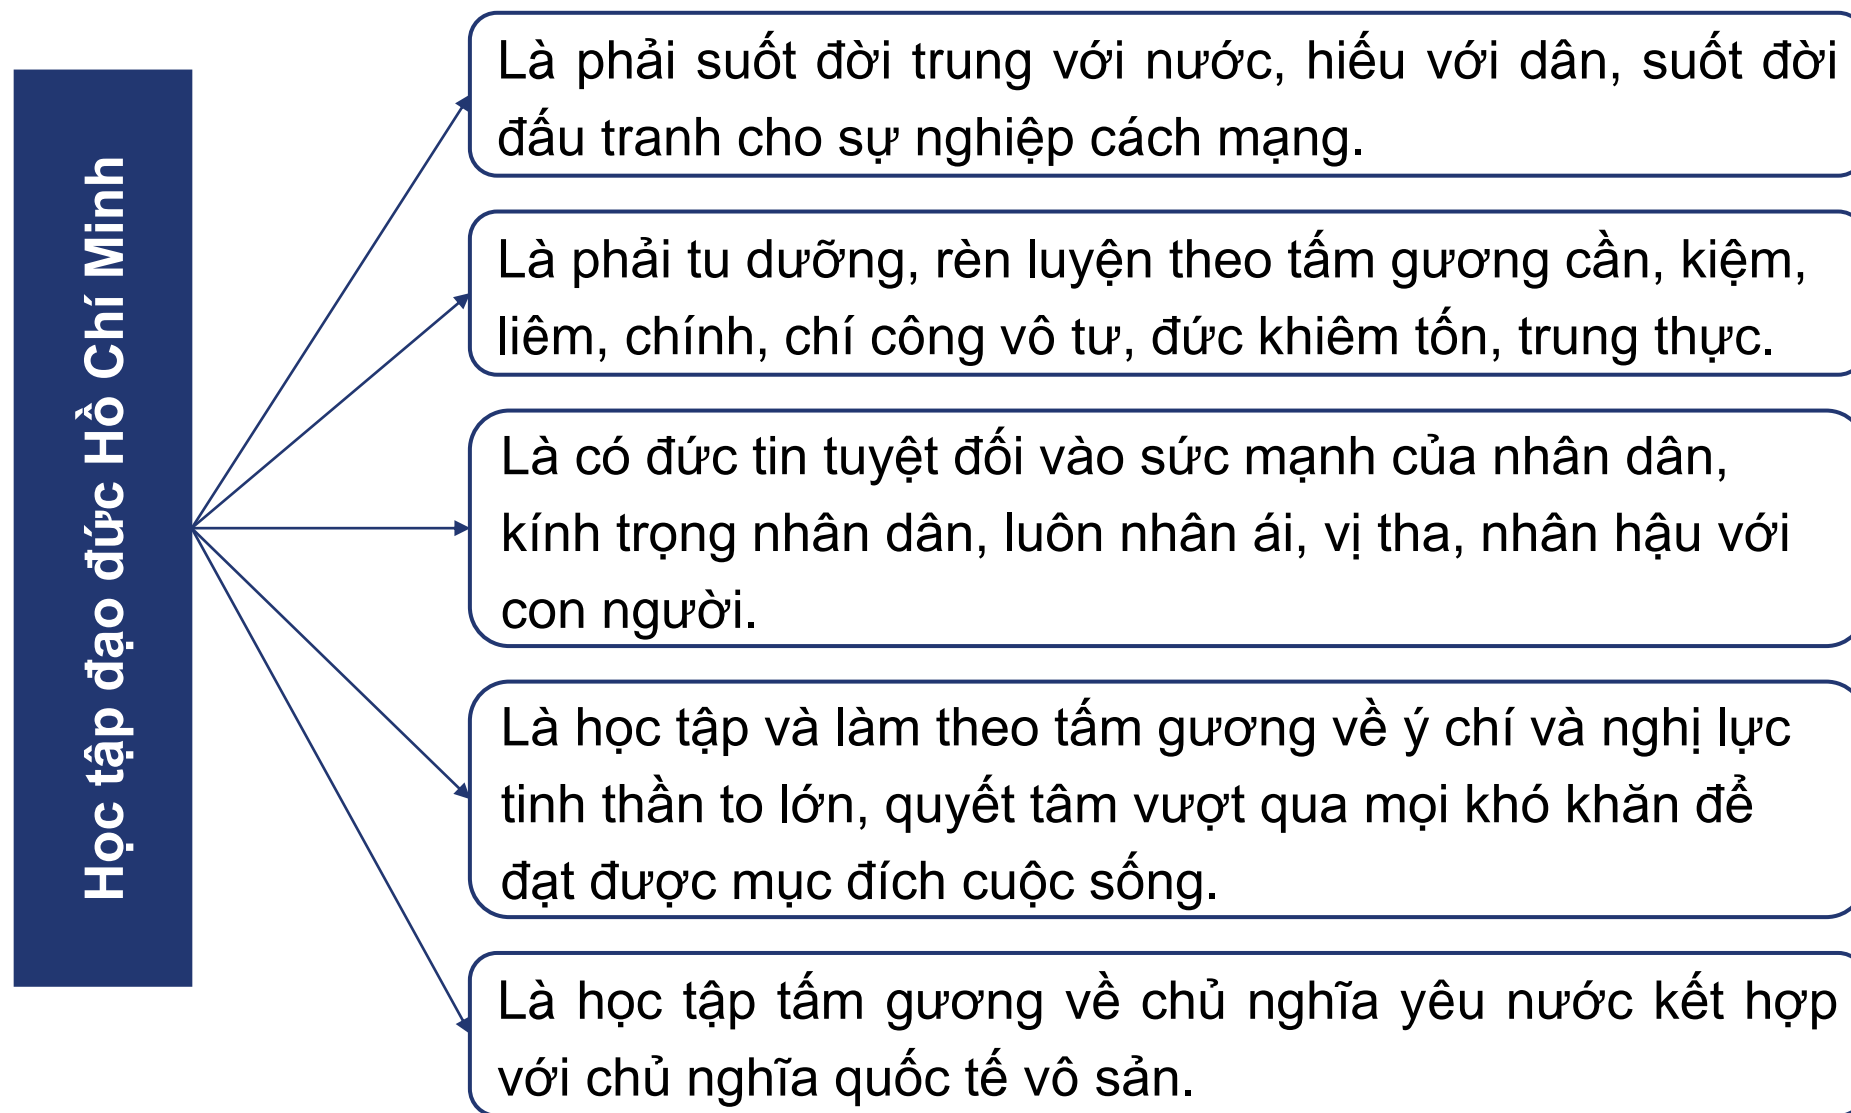 Học tập đạo đức Hồ Chí Minh
Là phải suốt đời trung với nước, hiếu với dân, suốt đời
đấu tranh cho sự nghiệp cách mạng.
Là phải tu dưỡng, rèn luyện theo tấm gương cần, kiệm,
liêm, chính, chí công vô tư, đức khiêm tốn, trung thực.
Là có đức tin tuyệt đối vào sức mạnh của nhân dân,
kính trọng nhân dân, luôn nhân ái, vị tha, nhân hậu với
con người.
Là học tập và làm theo tấm gương về ý chí và nghị lực
tinh thần to lớn, quyết tâm vượt qua mọi khó khăn để
đạt được mục đích cuộc sống.
Là học tập tấm gương về chủ nghĩa yêu nước kết hợp
với chủ nghĩa quốc tế vô sản.